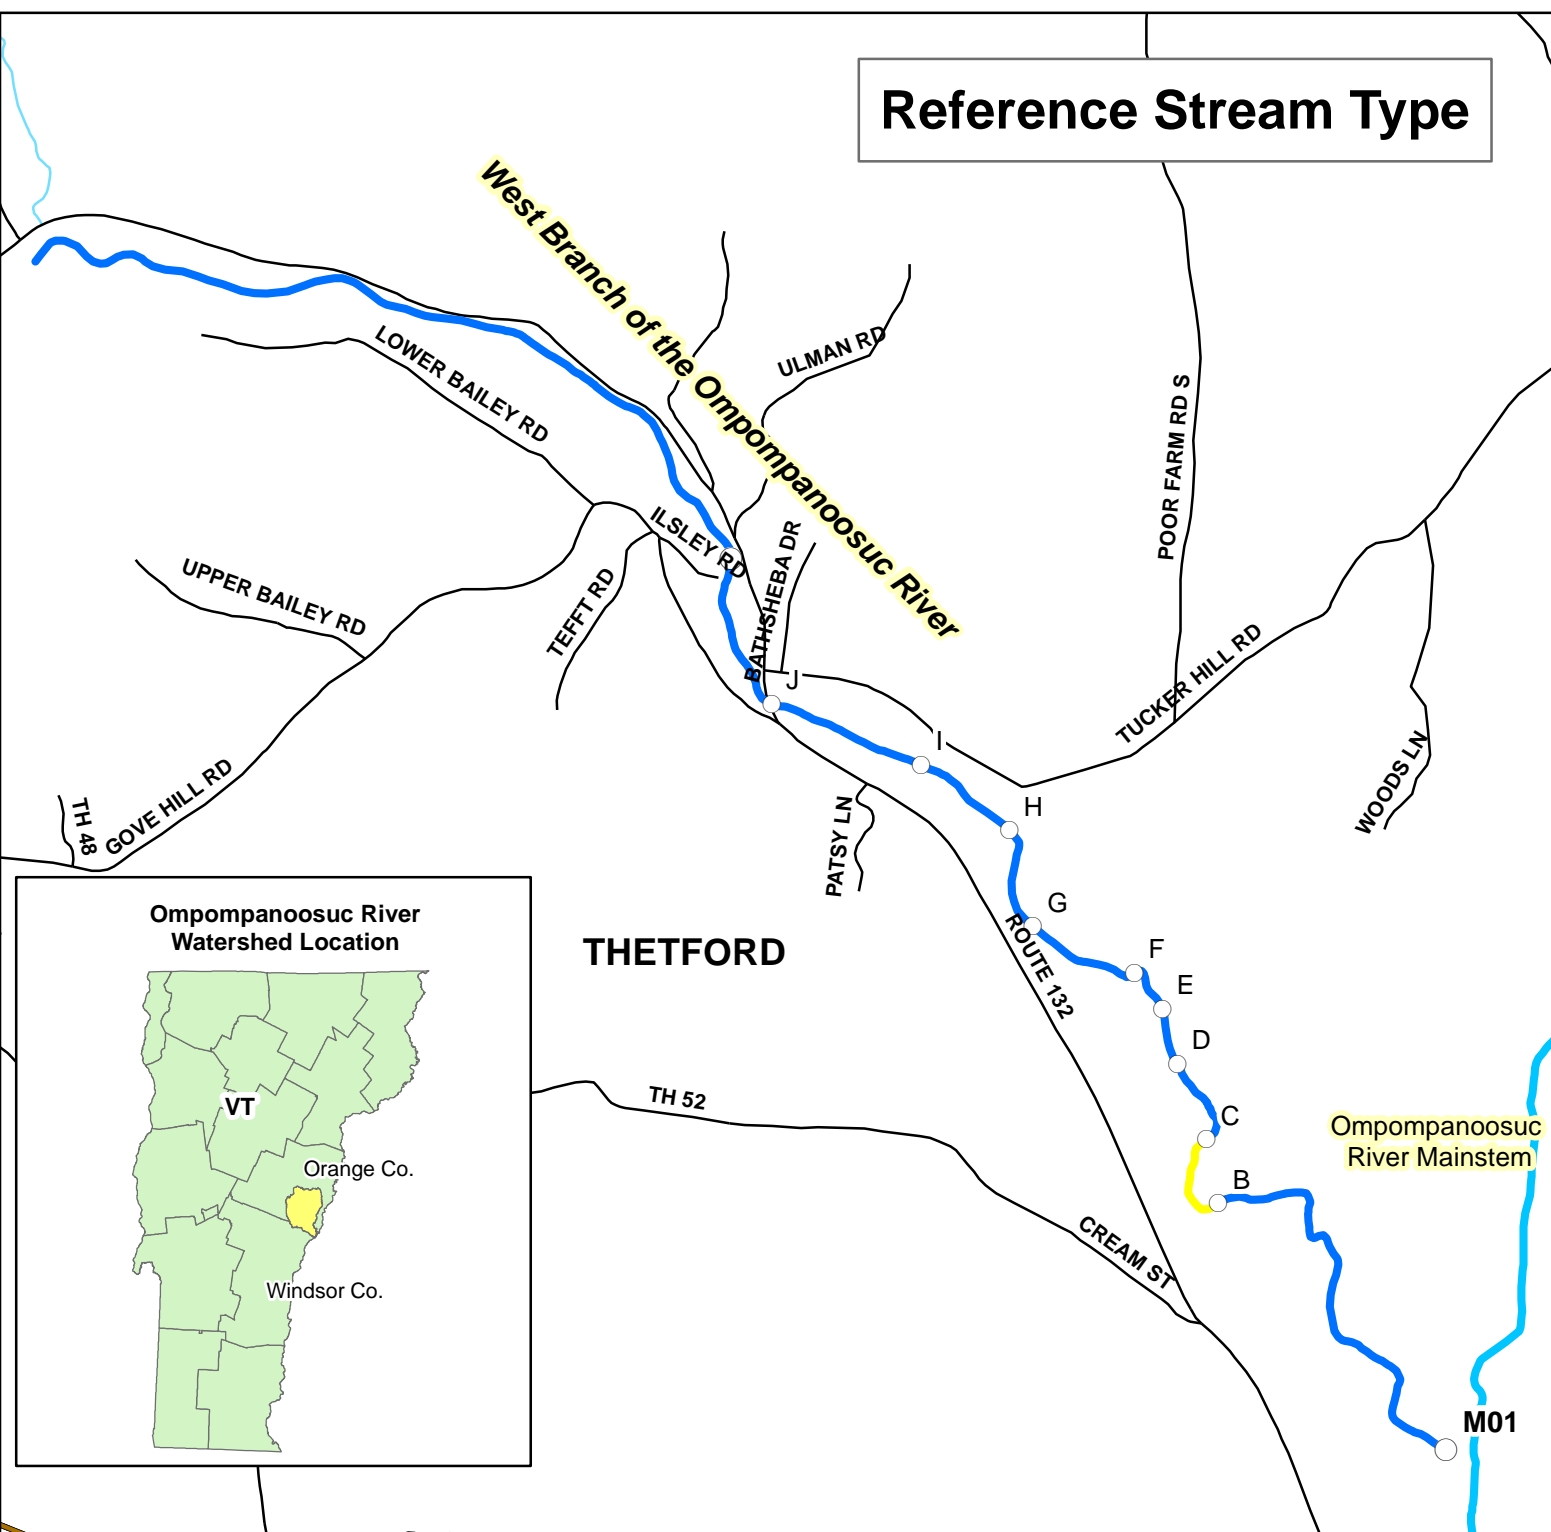 Reference Stream Type
West Branch of the Ompompanoosuc River
ULMAN RD
LOWER BAILEY RD
POOR FARM RD S
ILSLEY RD
BATHSHEBA DR
UPPER BAILEY RD
TEFFT RD
TUCKER HILL RD
J
I
WOODS LN
GOVE HILL RD
TH 48
H
PATSY LN
G
ROUTE 132
F
E
D
C
B
THETFORD
TH 52
CREAM ST
Ompompanoosuc
River Mainstem
M01
Ompompanoosuc River
Watershed Location
VT
Orange Co.
Windsor Co.